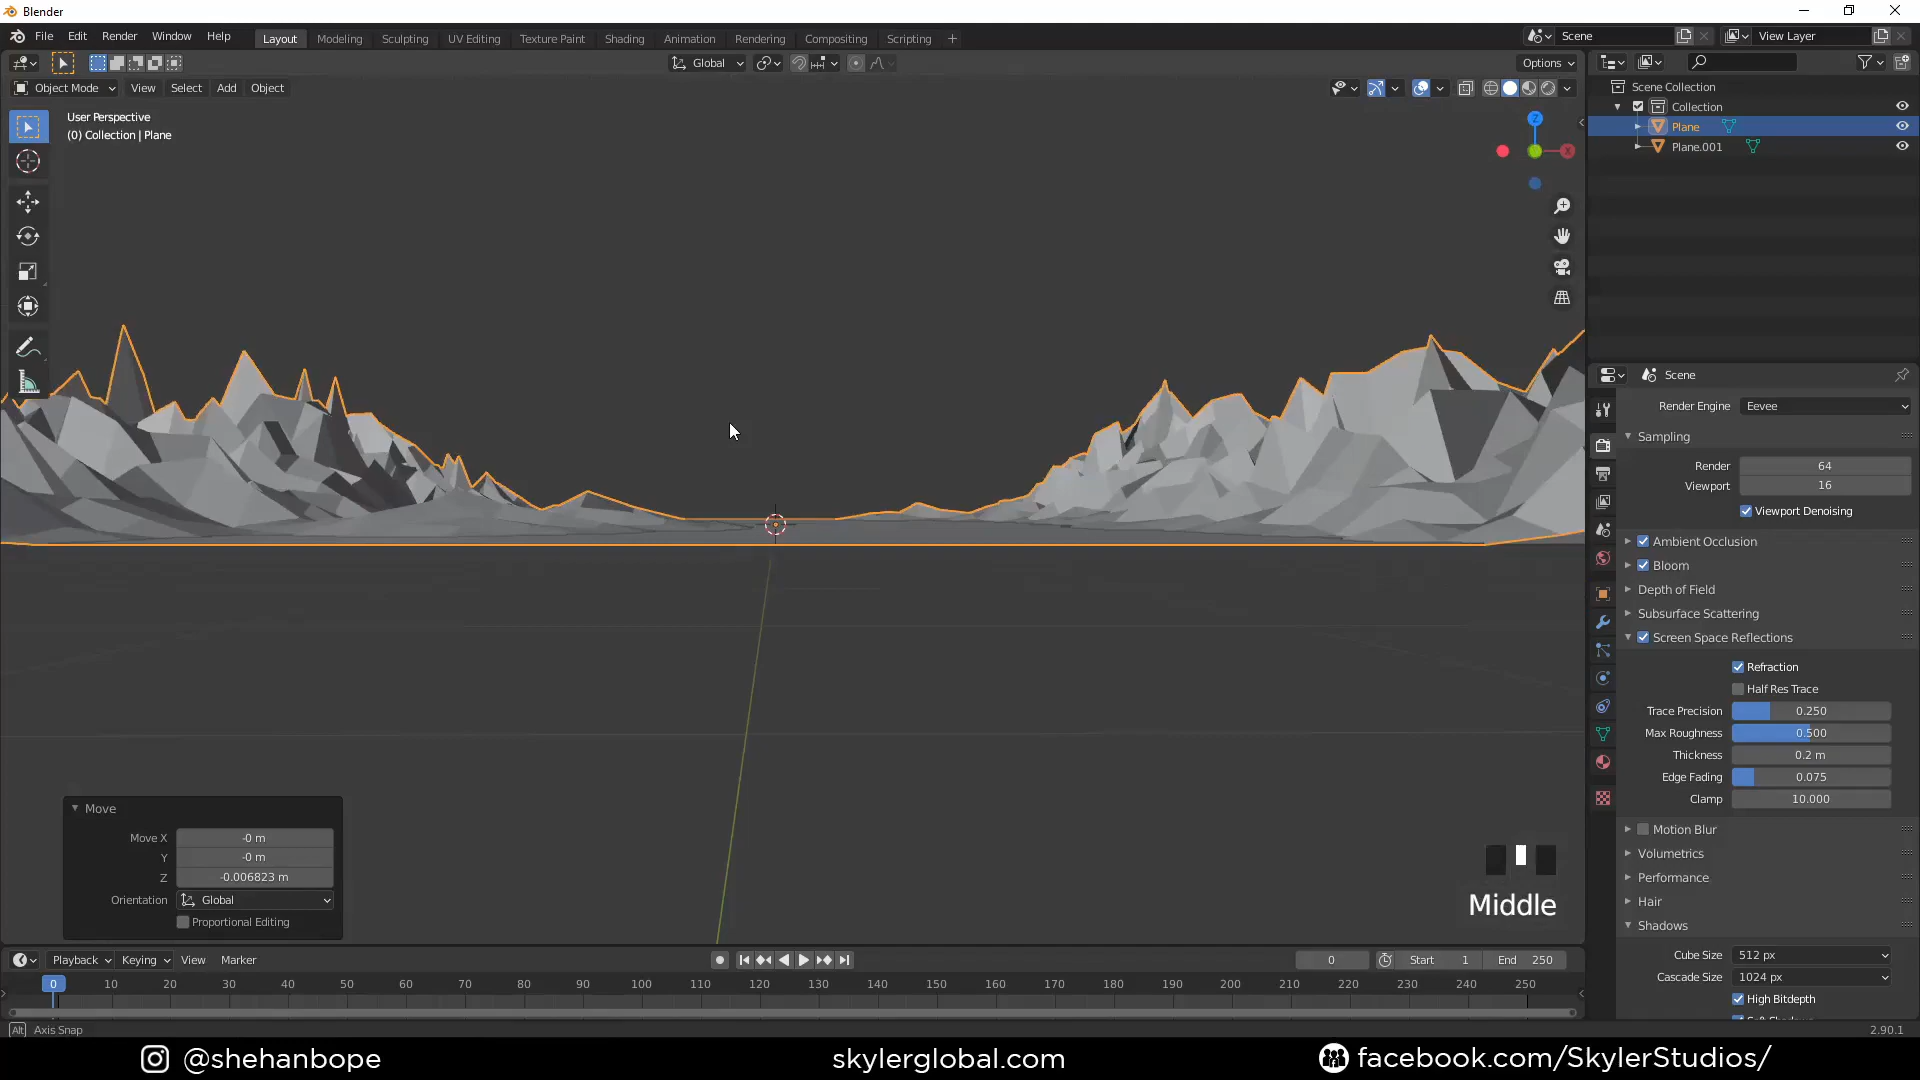 Blender
File Edit Render Window Help
Layout Modeling Sculpting UV Editing Texture Paint Shading Animation Rendering Compositing Scripting +
Scene
View Layer
Global
Options
Object Mode View Select Add Object
User Perspective
(0) Collection | Plane
Z
X
Scene Collection
Collection
Plane
Plane.001
Scene
Render Engine Eevee
Sampling
Render 64
Viewport 16
Viewport Denoising
Ambient Occlusion
Bloom
Depth of Field
Subsurface Scattering
Screen Space Reflections
Refraction
Half Res Trace
Trace Precision 0.250
Max Roughness 0.500
Thickness 0.2 m
Edge Fading 0.075
Clamp 10.000
Motion Blur
Volumetrics
Performance
Hair
Shadows
Cube Size 512 px
Cascade Size 1024 px
High Bitdepth
Move
Move X -0 m
Y -0 m
Z -0.006823 m
Orientation Global
Proportional Editing
Middle
Playback Keying View Marker
0 Start 1 End 250
0 10 20 30 40 50 60 70 80 90 100 110 120 130 140 150 160 170 180 190 200 210 220 230 240 250
Alt Axis Snap
2.90.1
@shehanbope
skylerglobal.com
facebook.com/SkylerStudios/